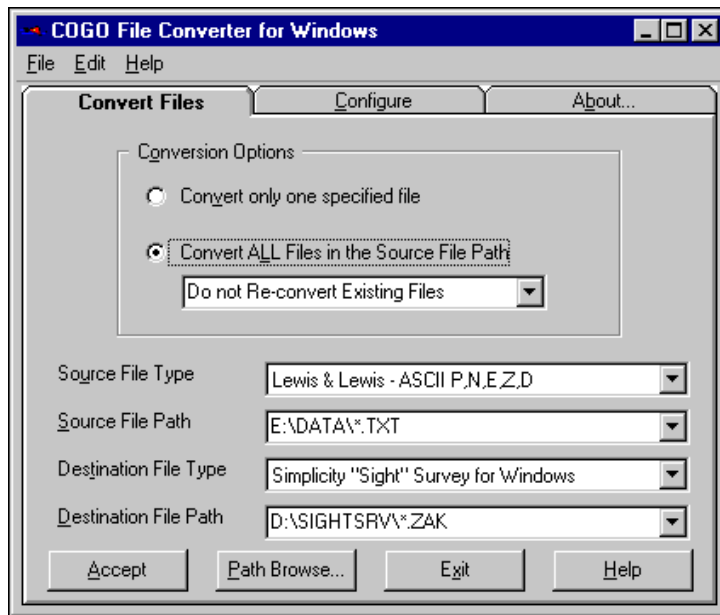 COGO File Converter for Windows
File Edit Help
Convert Files Configure About...
Conversion Options
Convert only one specified file
Convert ALL Files in the Source File Path
Do not Re-convert Existing Files
Source File Type Lewis & Lewis - ASCII P,N,E,Z,D
Source File Path E:\DATA\*.TXT
Destination File Type Simplicity "Sight" Survey for Windows
Destination File Path D:\SIGHTSRV\*.ZAK
Accept Path Browse... Exit Help